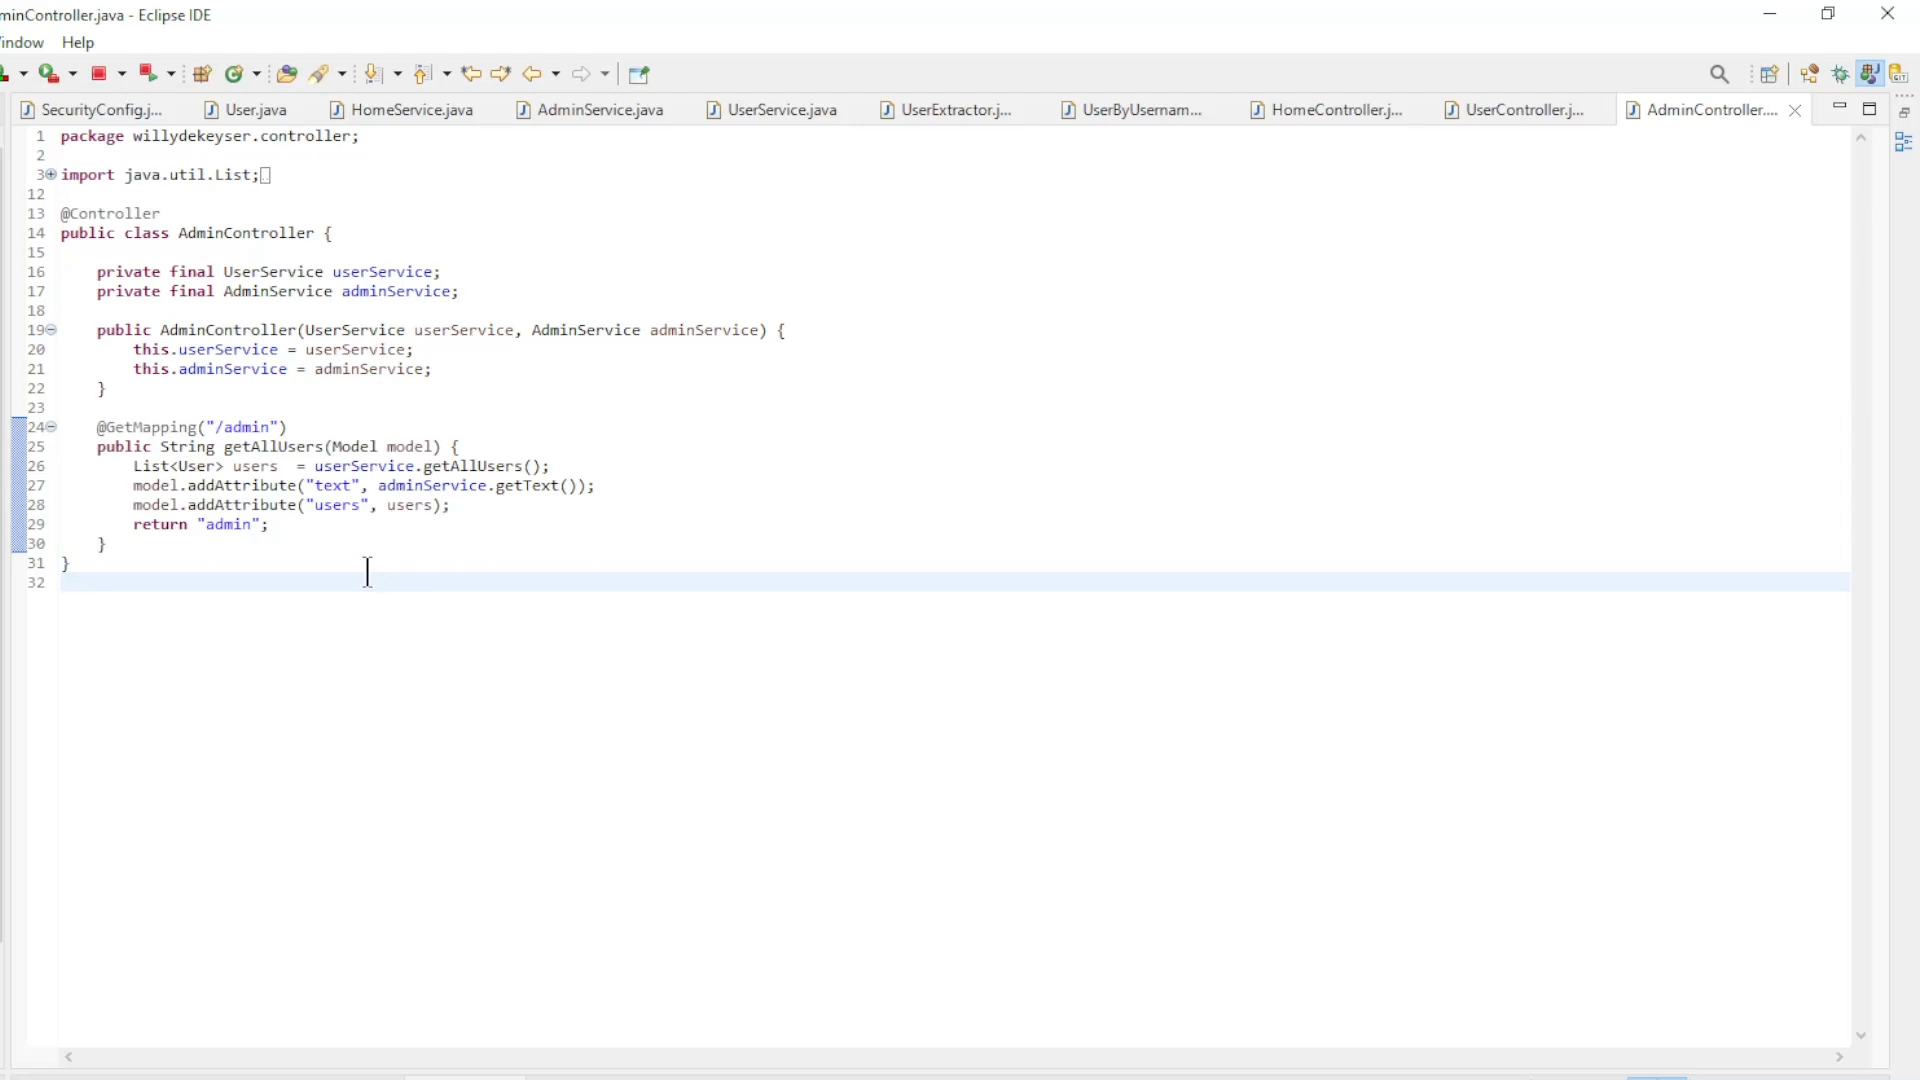 minController.java - Eclipse IDE
indow Help
SecurityConfig.j... User.java HomeService.java AdminService.java UserService.java UserExtractor.j... UserByUsernam... HomeController.j... UserController.j... AdminController....
1 package willydekeyser.controller;
2
3 import java.util.List;
12
13 @Controller
14 public class AdminController {
15
16 private final UserService userService;
17 private final AdminService adminService;
18
19 public AdminController(UserService userService, AdminService adminService) {
20 this.userService = userService;
21 this.adminService = adminService;
22 }
23
24 @GetMapping("/admin")
25 public String getAllUsers(Model model) {
26 List<User> users  = userService.getAllUsers();
27 model.addAttribute("text", adminService.getText());
28 model.addAttribute("users", users);
29 return "admin";
30 }
31 }
32